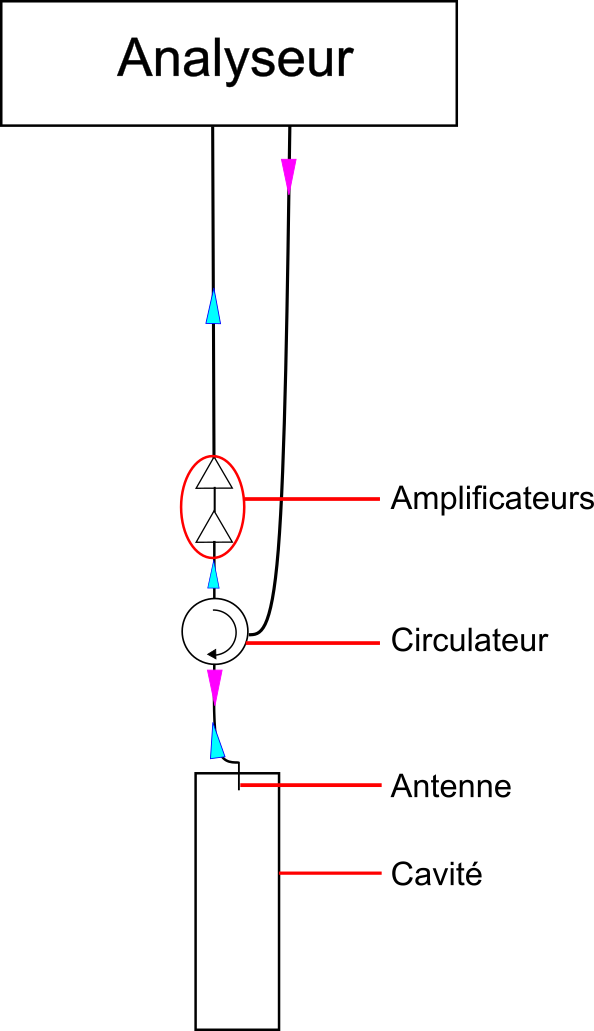 Analyseur
Amplificateurs
Circulateur
Antenne
Cavité